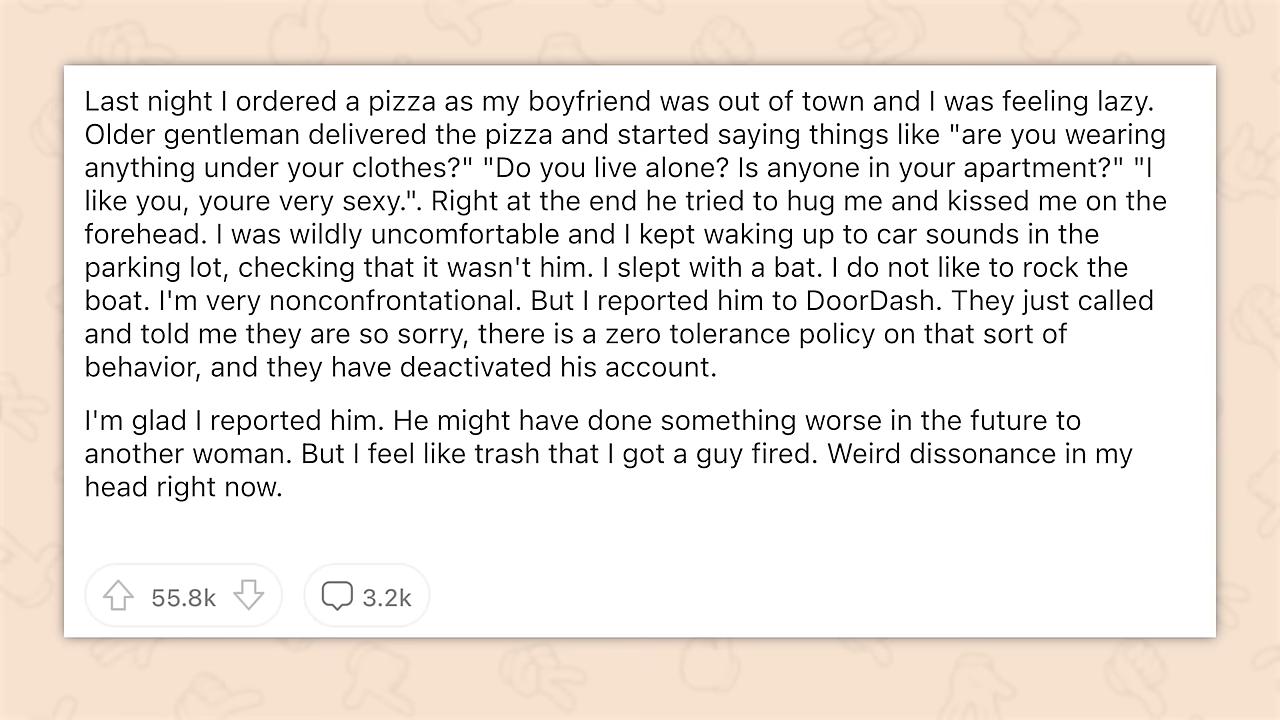 Last night I ordered a pizza as my boyfriend was out of town and I was feeling lazy.
Older gentleman delivered the pizza and started saying things like "are you wearing
anything under your clothes?" "Do you live alone? Is anyone in your apartment?" "I
like you, youre very sexy.". Right at the end he tried to hug me and kissed me on the
forehead. I was wildly uncomfortable and I kept waking up to car sounds in the
parking lot, checking that it wasn't him. I slept with a bat. I do not like to rock the
boat. I'm very nonconfrontational. But I reported him to DoorDash. They just called
and told me they are so sorry, there is a zero tolerance policy on that sort of
behavior, and they have deactivated his account.
I'm glad I reported him. He might have done something worse in the future to
another woman. But I feel like trash that I got a guy fired. Weird dissonance in my
head right now.
55.8k 3.2k